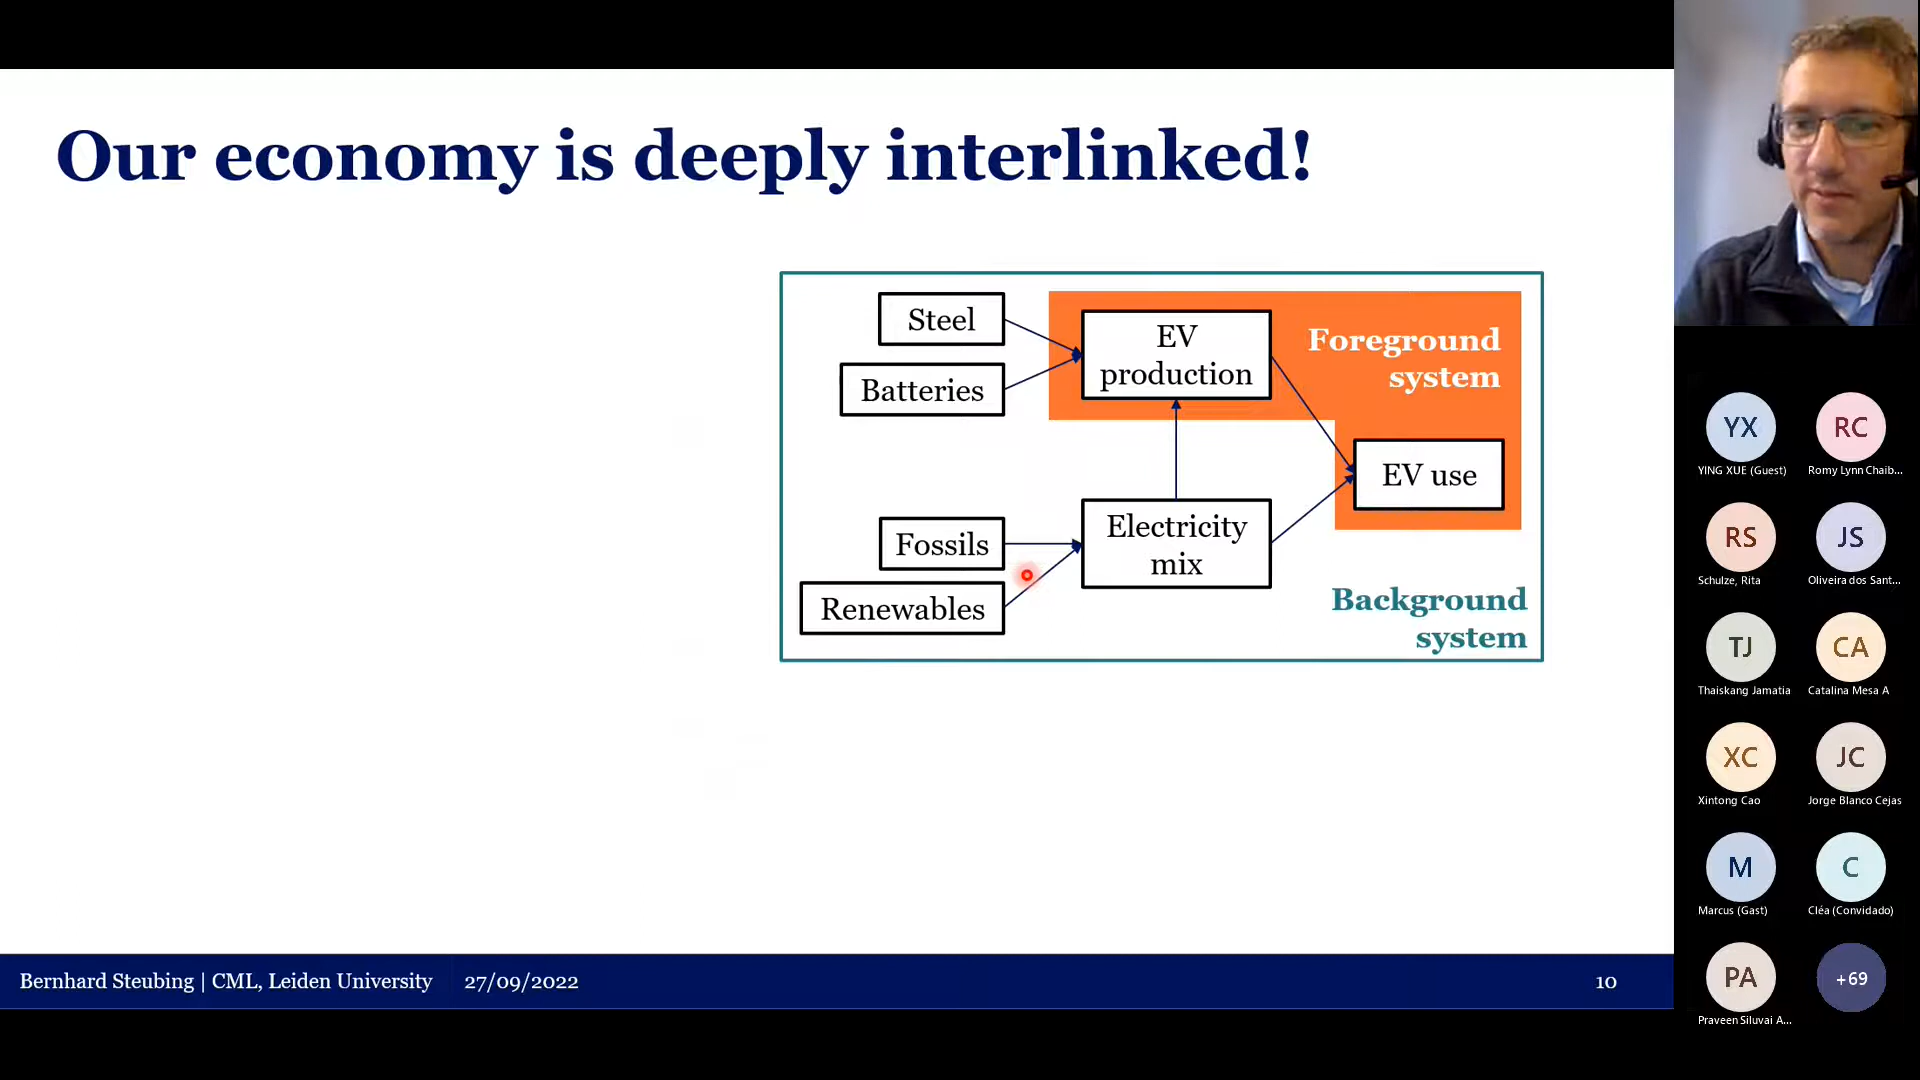 Our economy is deeply interlinked!
Steel
Batteries
EV
production
Foreground
system
EV use
Fossils
Renewables
Electricity
mix
Background
system
Bernhard Steubing | CML, Leiden University 27/09/2022 10
YX
YING XUE (Guest)
RC
Romy Lynn Chaib...
RS
Schulze, Rita
JS
Oliveira dos Sant...
TJ
Thaiskang Jamatia
CA
Catalina Mesa A
XC
Xintong Cao
JC
Jorge Blanco Cejas
M
Marcus (Gast)
C
Cléa (Convidado)
PA
Praveen Siluvai A...
+69